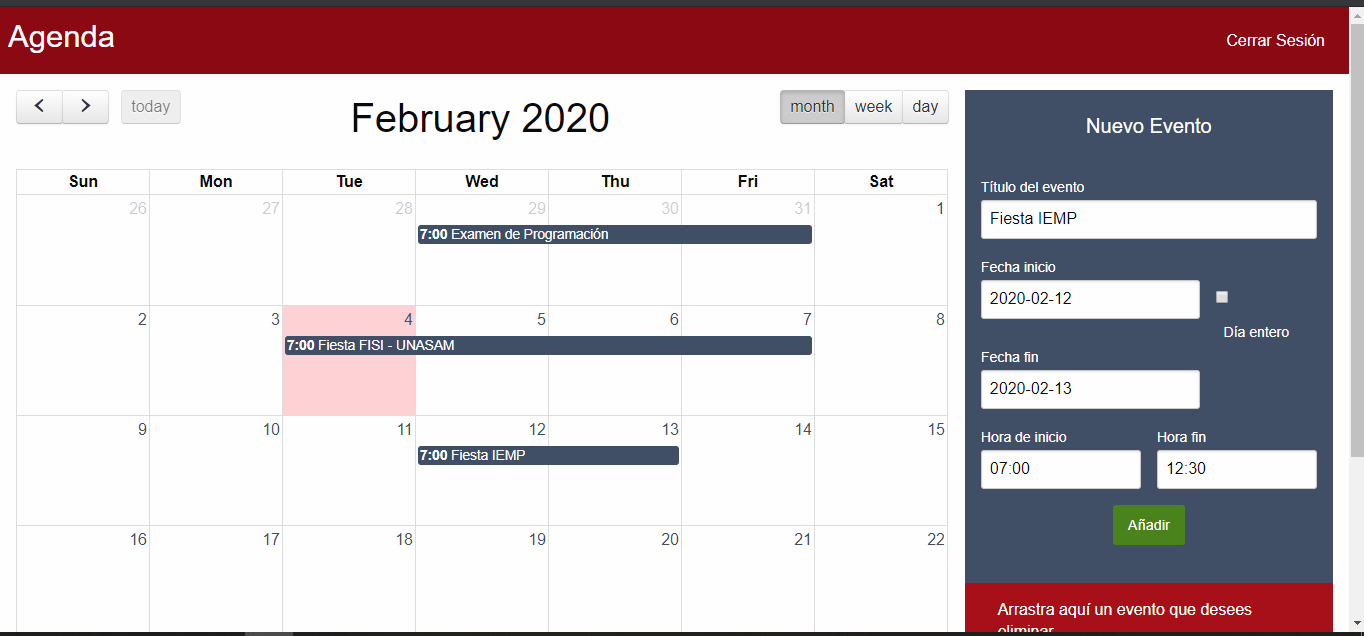 Agenda
Cerrar Sesión
today
February 2020
month week day
Sun Mon Tue Wed Thu Fri Sat
26 27 28 29 30 31 1
7:00 Examen de Programación
2 3 4 5 6 7 8
7:00 Fiesta FISI - UNASAM
9 10 11 12 13 14 15
7:00 Fiesta IEMP
16 17 18 19 20 21 22
Nuevo Evento
Título del evento
Fiesta IEMP
Fecha inicio
2020-02-12
Día entero
Fecha fin
2020-02-13
Hora de inicio Hora fin
07:00 12:30
Añadir
Arrastra aquí un evento que desees
eliminar